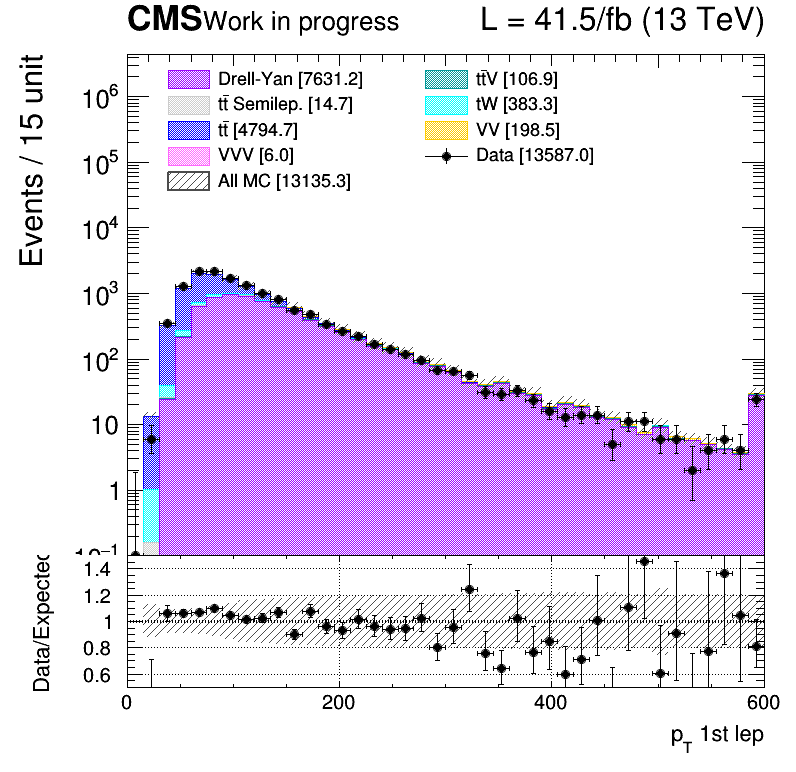 CMS Work in progress L = 41.5/fb (13 TeV)
Events / 15 unit
Drell-Yan [7631.2]
tt̄ Semilep. [14.7]
tt̄ [4794.7]
VVV [6.0]
All MC [13135.3]
tt̄V [106.9]
tW [383.3]
VV [198.5]
Data [13587.0]
10⁶
10⁵
10⁴
10³
10²
10
1
10⁻¹
Data/Expected
1.4
1.2
1
0.8
0.6
0 200 400 600
p_T 1st lep